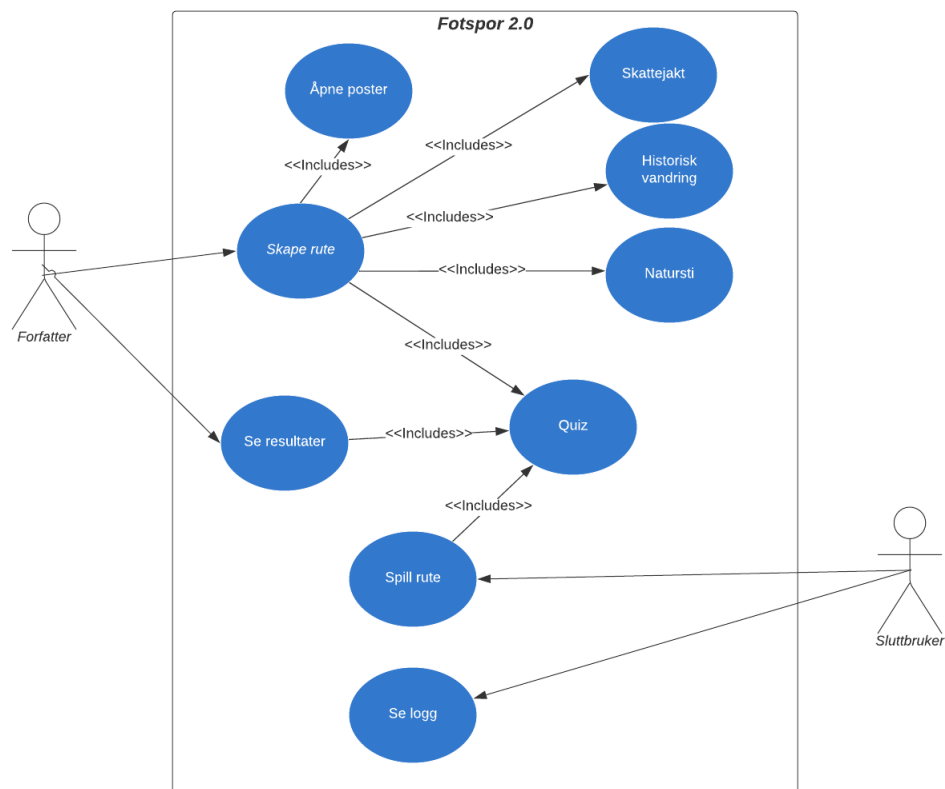 Fotspor 2.0
Åpne poster
Skattejakt
<<Includes>>
<<Includes>>
Historisk
vandring
<<Includes>>
Skape rute
<<Includes>>
Natursti
Forfatter
<<Includes>>
Se resultater
<<Includes>>
Quiz
<<Includes>>
Spill rute
Sluttbruker
Se logg